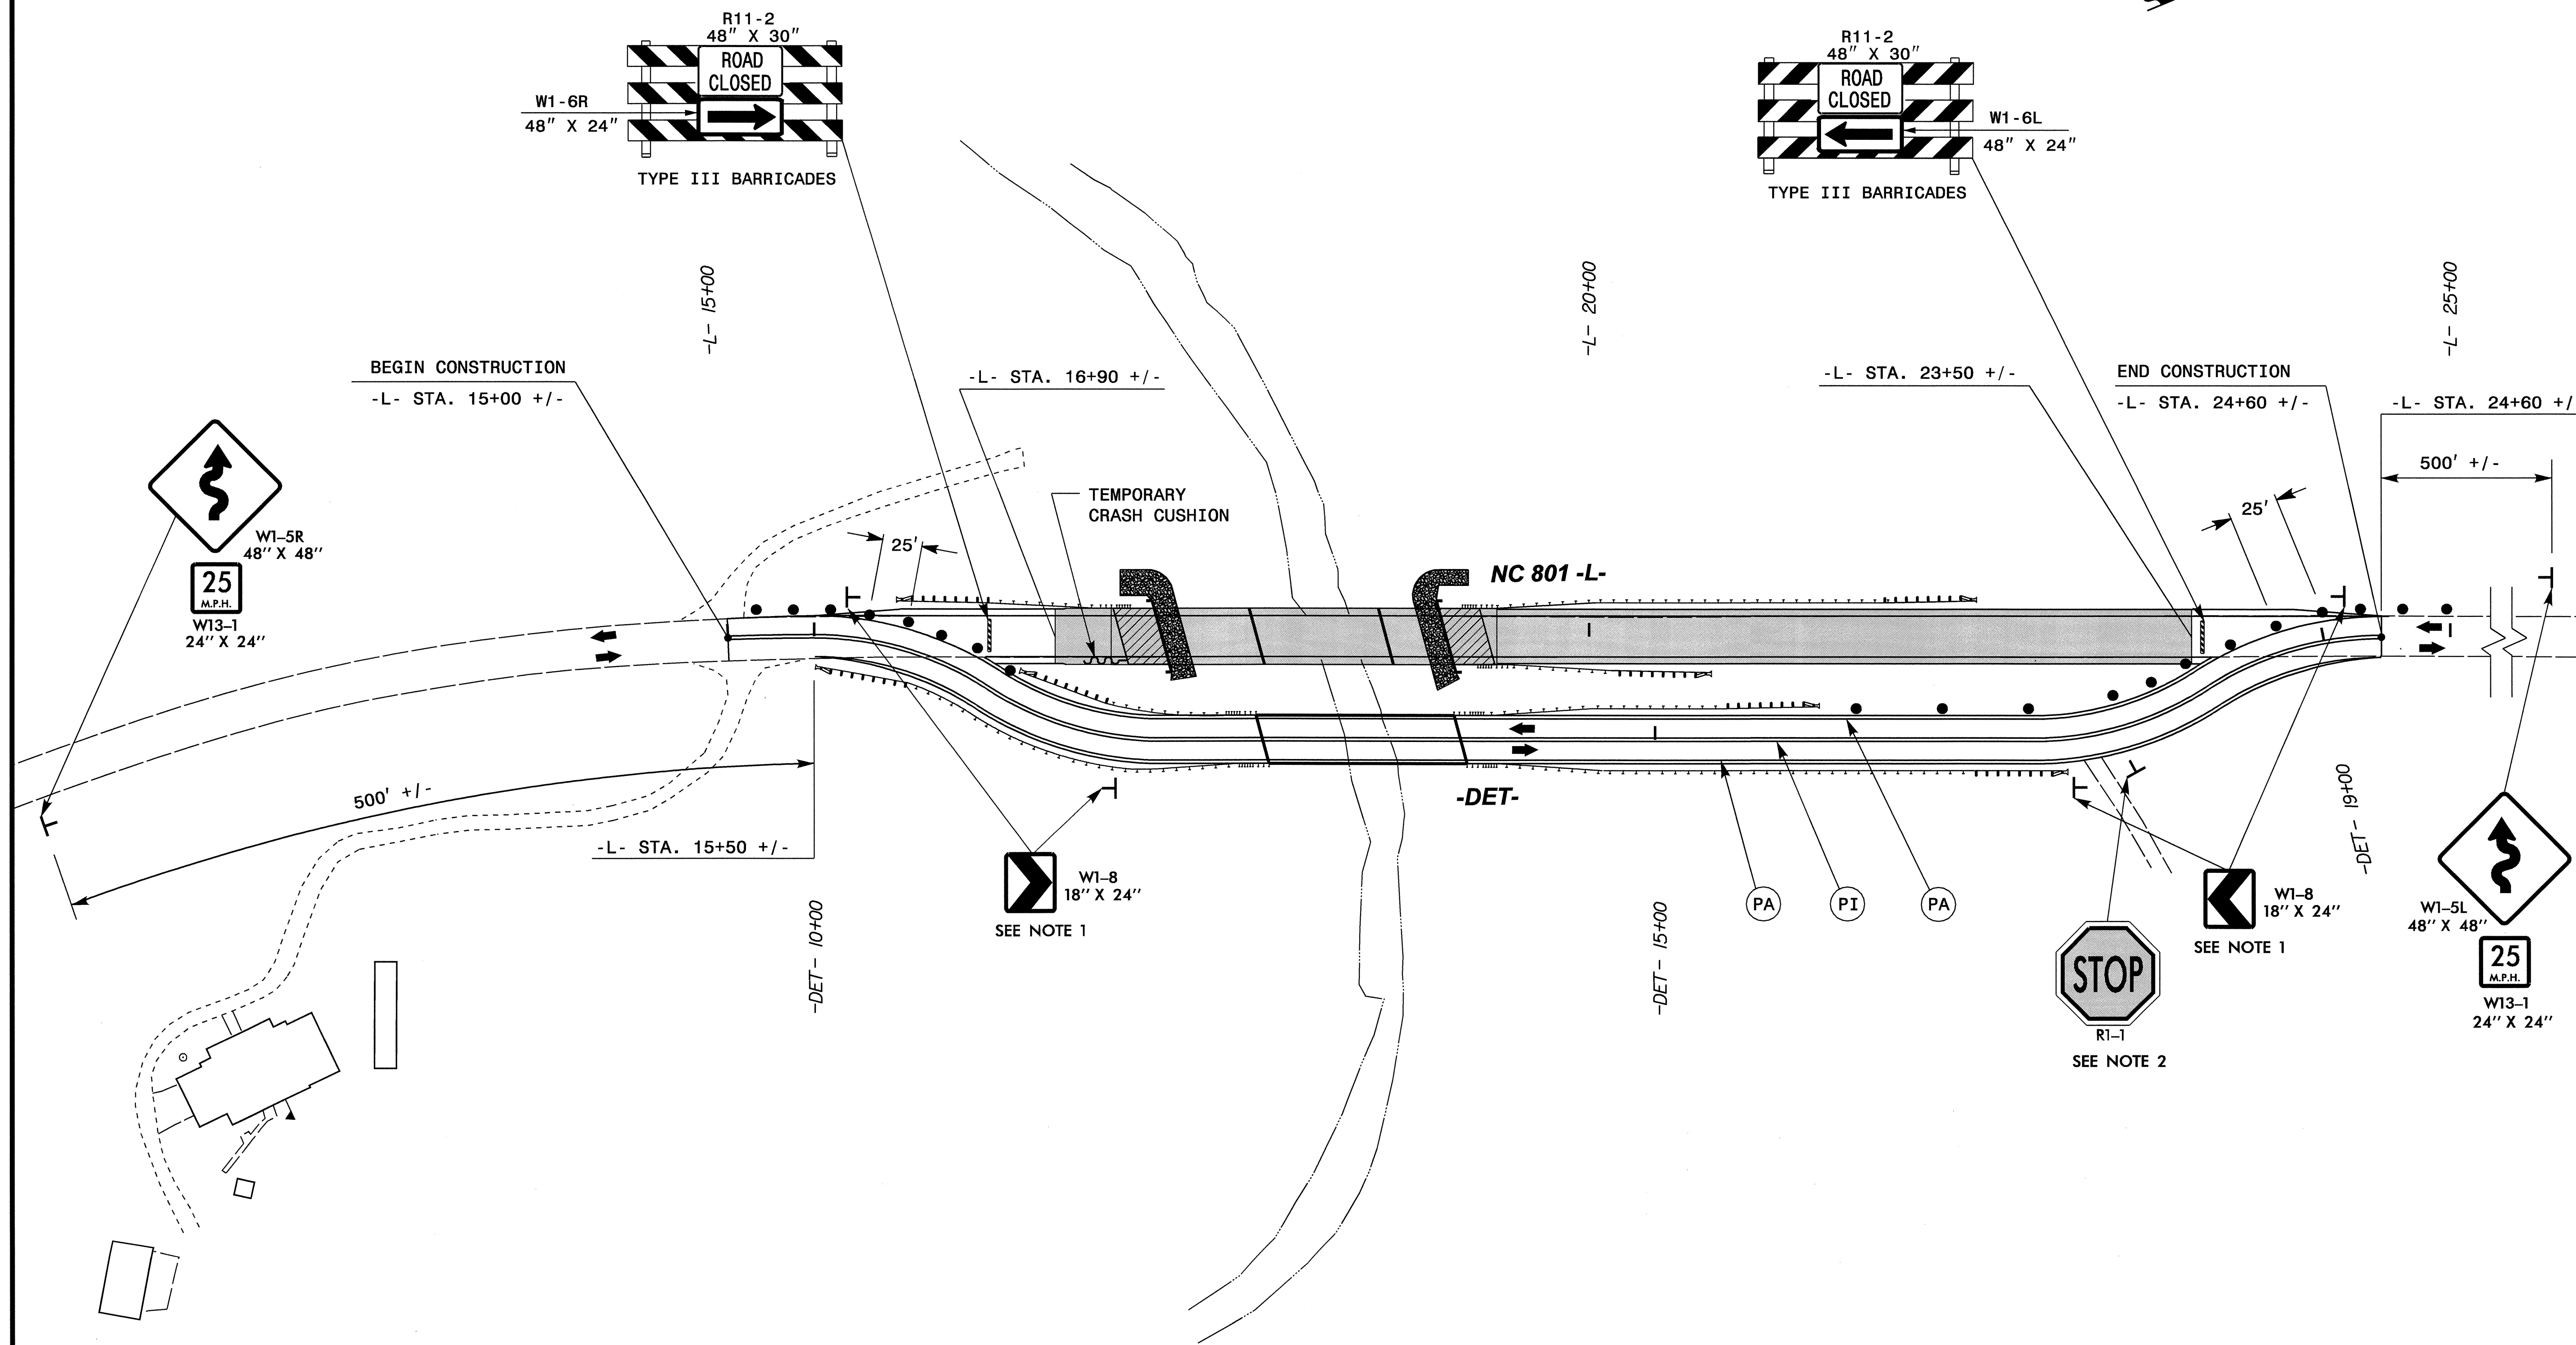 R11-2
48" X 30"
ROAD
CLOSED
W1-6R
48" X 24"
TYPE III BARRICADES
R11-2
48" X 30"
ROAD
CLOSED
W1-6L
48" X 24"
TYPE III BARRICADES
-L- 15+00
-L- 20+00
-L- 25+00
BEGIN CONSTRUCTION
-L- STA. 15+00 +/-
-L- STA. 16+90 +/-
-L- STA. 23+50 +/-
END CONSTRUCTION
-L- STA. 24+60 +/-
-L- STA. 24+60 +/
500' +/-
W1-5R
48" X 48"
25
M.P.H.
W13-1
24" X 24"
TEMPORARY
CRASH CUSHION
25'
25'
NC 801 -L-
500' +/-
-L- STA. 15+50 +/-
-DET-
-DET- 10+00
-DET- 15+00
-DET- 19+00
W1-8
18" X 24"
SEE NOTE 1
PA
PI
PA
W1-8
18" X 24"
SEE NOTE 1
STOP
R1-1
SEE NOTE 2
W1-5L
48" X 48"
25
M.P.H.
W13-1
24" X 24"